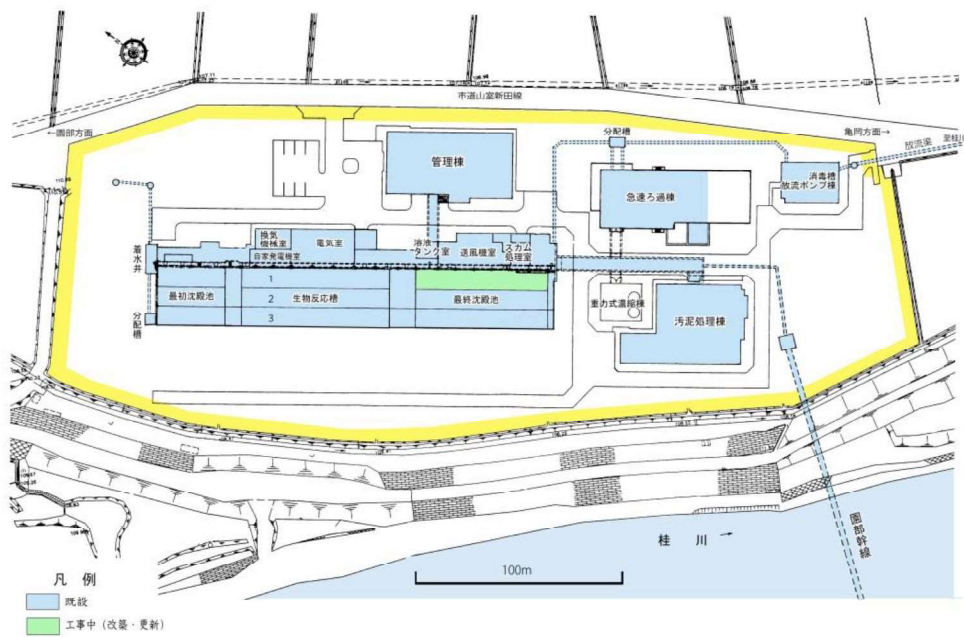 市道山室新田線
←園部方面
亀岡方面→
放流渠
至桂川
分配槽
管理棟
急速ろ過棟
消毒槽
放流ポンプ棟
着水井
換気
機械室
電気室
自家発電機室
溶液
タンク室
送風機室
スカム
処理室
1
最初沈殿池
2
生物反応槽
最終沈殿池
3
分配槽
重力式濃縮棟
汚泥処理棟
園部幹線
桂 川 →
100m
凡 例
既設
工事中（改築・更新）